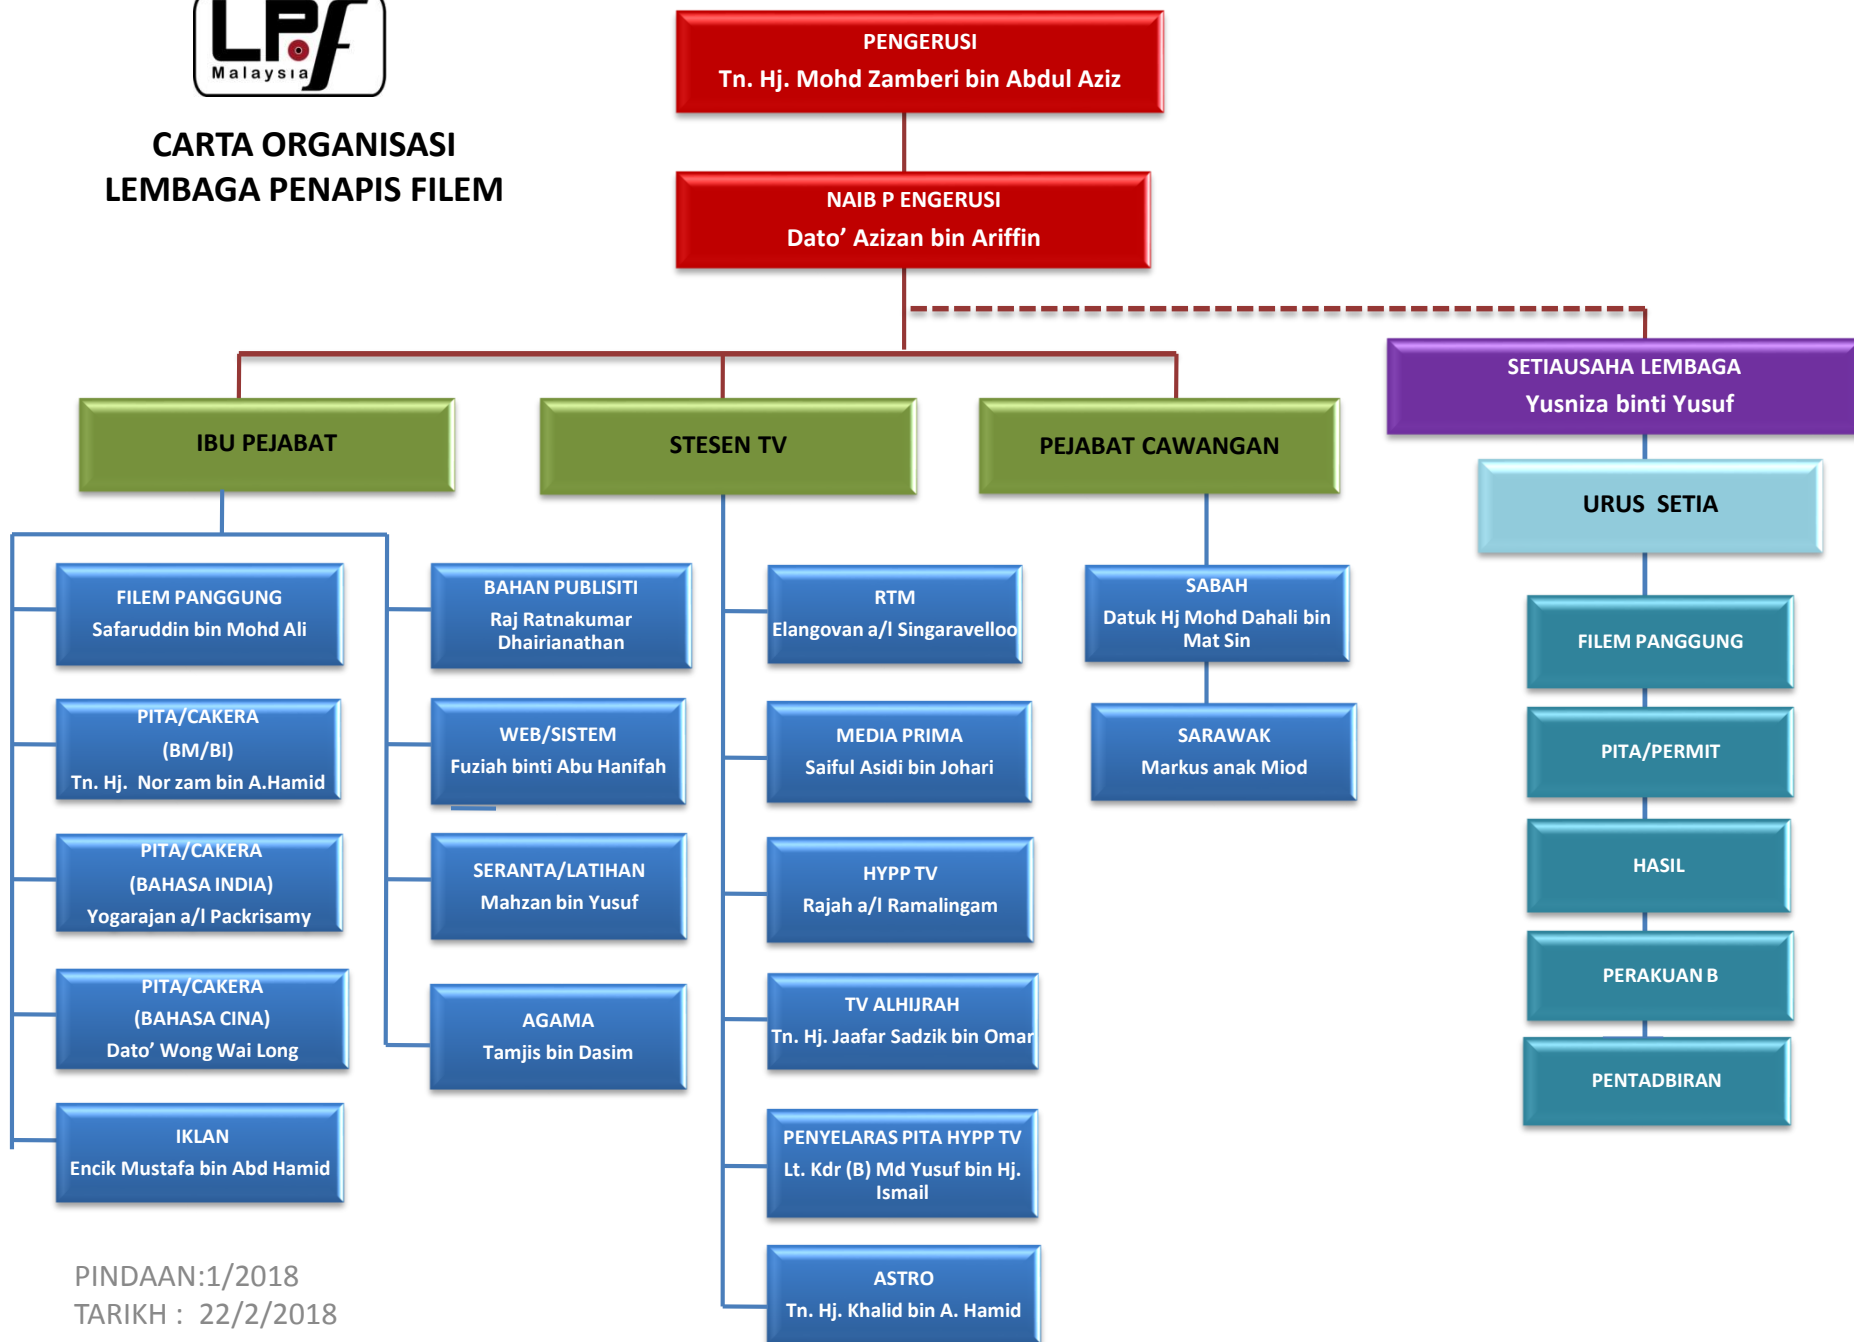 LPf
Malaysia
CARTA ORGANISASI
LEMBAGA PENAPIS FILEM
PENGERUSI
Tn. Hj. Mohd Zamberi bin Abdul Aziz
NAIB P ENGERUSI
Dato’ Azizan bin Ariffin
SETIAUSAHA LEMBAGA
Yusniza binti Yusuf
IBU PEJABAT
STESEN TV
PEJABAT CAWANGAN
URUS  SETIA
FILEM PANGGUNG
Safaruddin bin Mohd Ali
PITA/CAKERA
(BM/BI)
Tn. Hj.  Nor zam bin A.Hamid
PITA/CAKERA
(BAHASA INDIA)
Yogarajan a/l Packrisamy
PITA/CAKERA
(BAHASA CINA)
Dato’ Wong Wai Long
IKLAN
Encik Mustafa bin Abd Hamid
BAHAN PUBLISITI
Raj Ratnakumar
Dhairianathan
WEB/SISTEM
Fuziah binti Abu Hanifah
SERANTA/LATIHAN
Mahzan bin Yusuf
AGAMA
Tamjis bin Dasim
RTM
Elangovan a/l Singaravelloo
MEDIA PRIMA
Saiful Asidi bin Johari
HYPP TV
Rajah a/l Ramalingam
TV ALHIJRAH
Tn. Hj. Jaafar Sadzik bin Omar
PENYELARAS PITA HYPP TV
Lt. Kdr (B) Md Yusuf bin Hj.
Ismail
ASTRO
Tn. Hj. Khalid bin A. Hamid
SABAH
Datuk Hj Mohd Dahali bin
Mat Sin
SARAWAK
Markus anak Miod
FILEM PANGGUNG
PITA/PERMIT
HASIL
PERAKUAN B
PENTADBIRAN
PINDAAN:1/2018
TARIKH :  22/2/2018